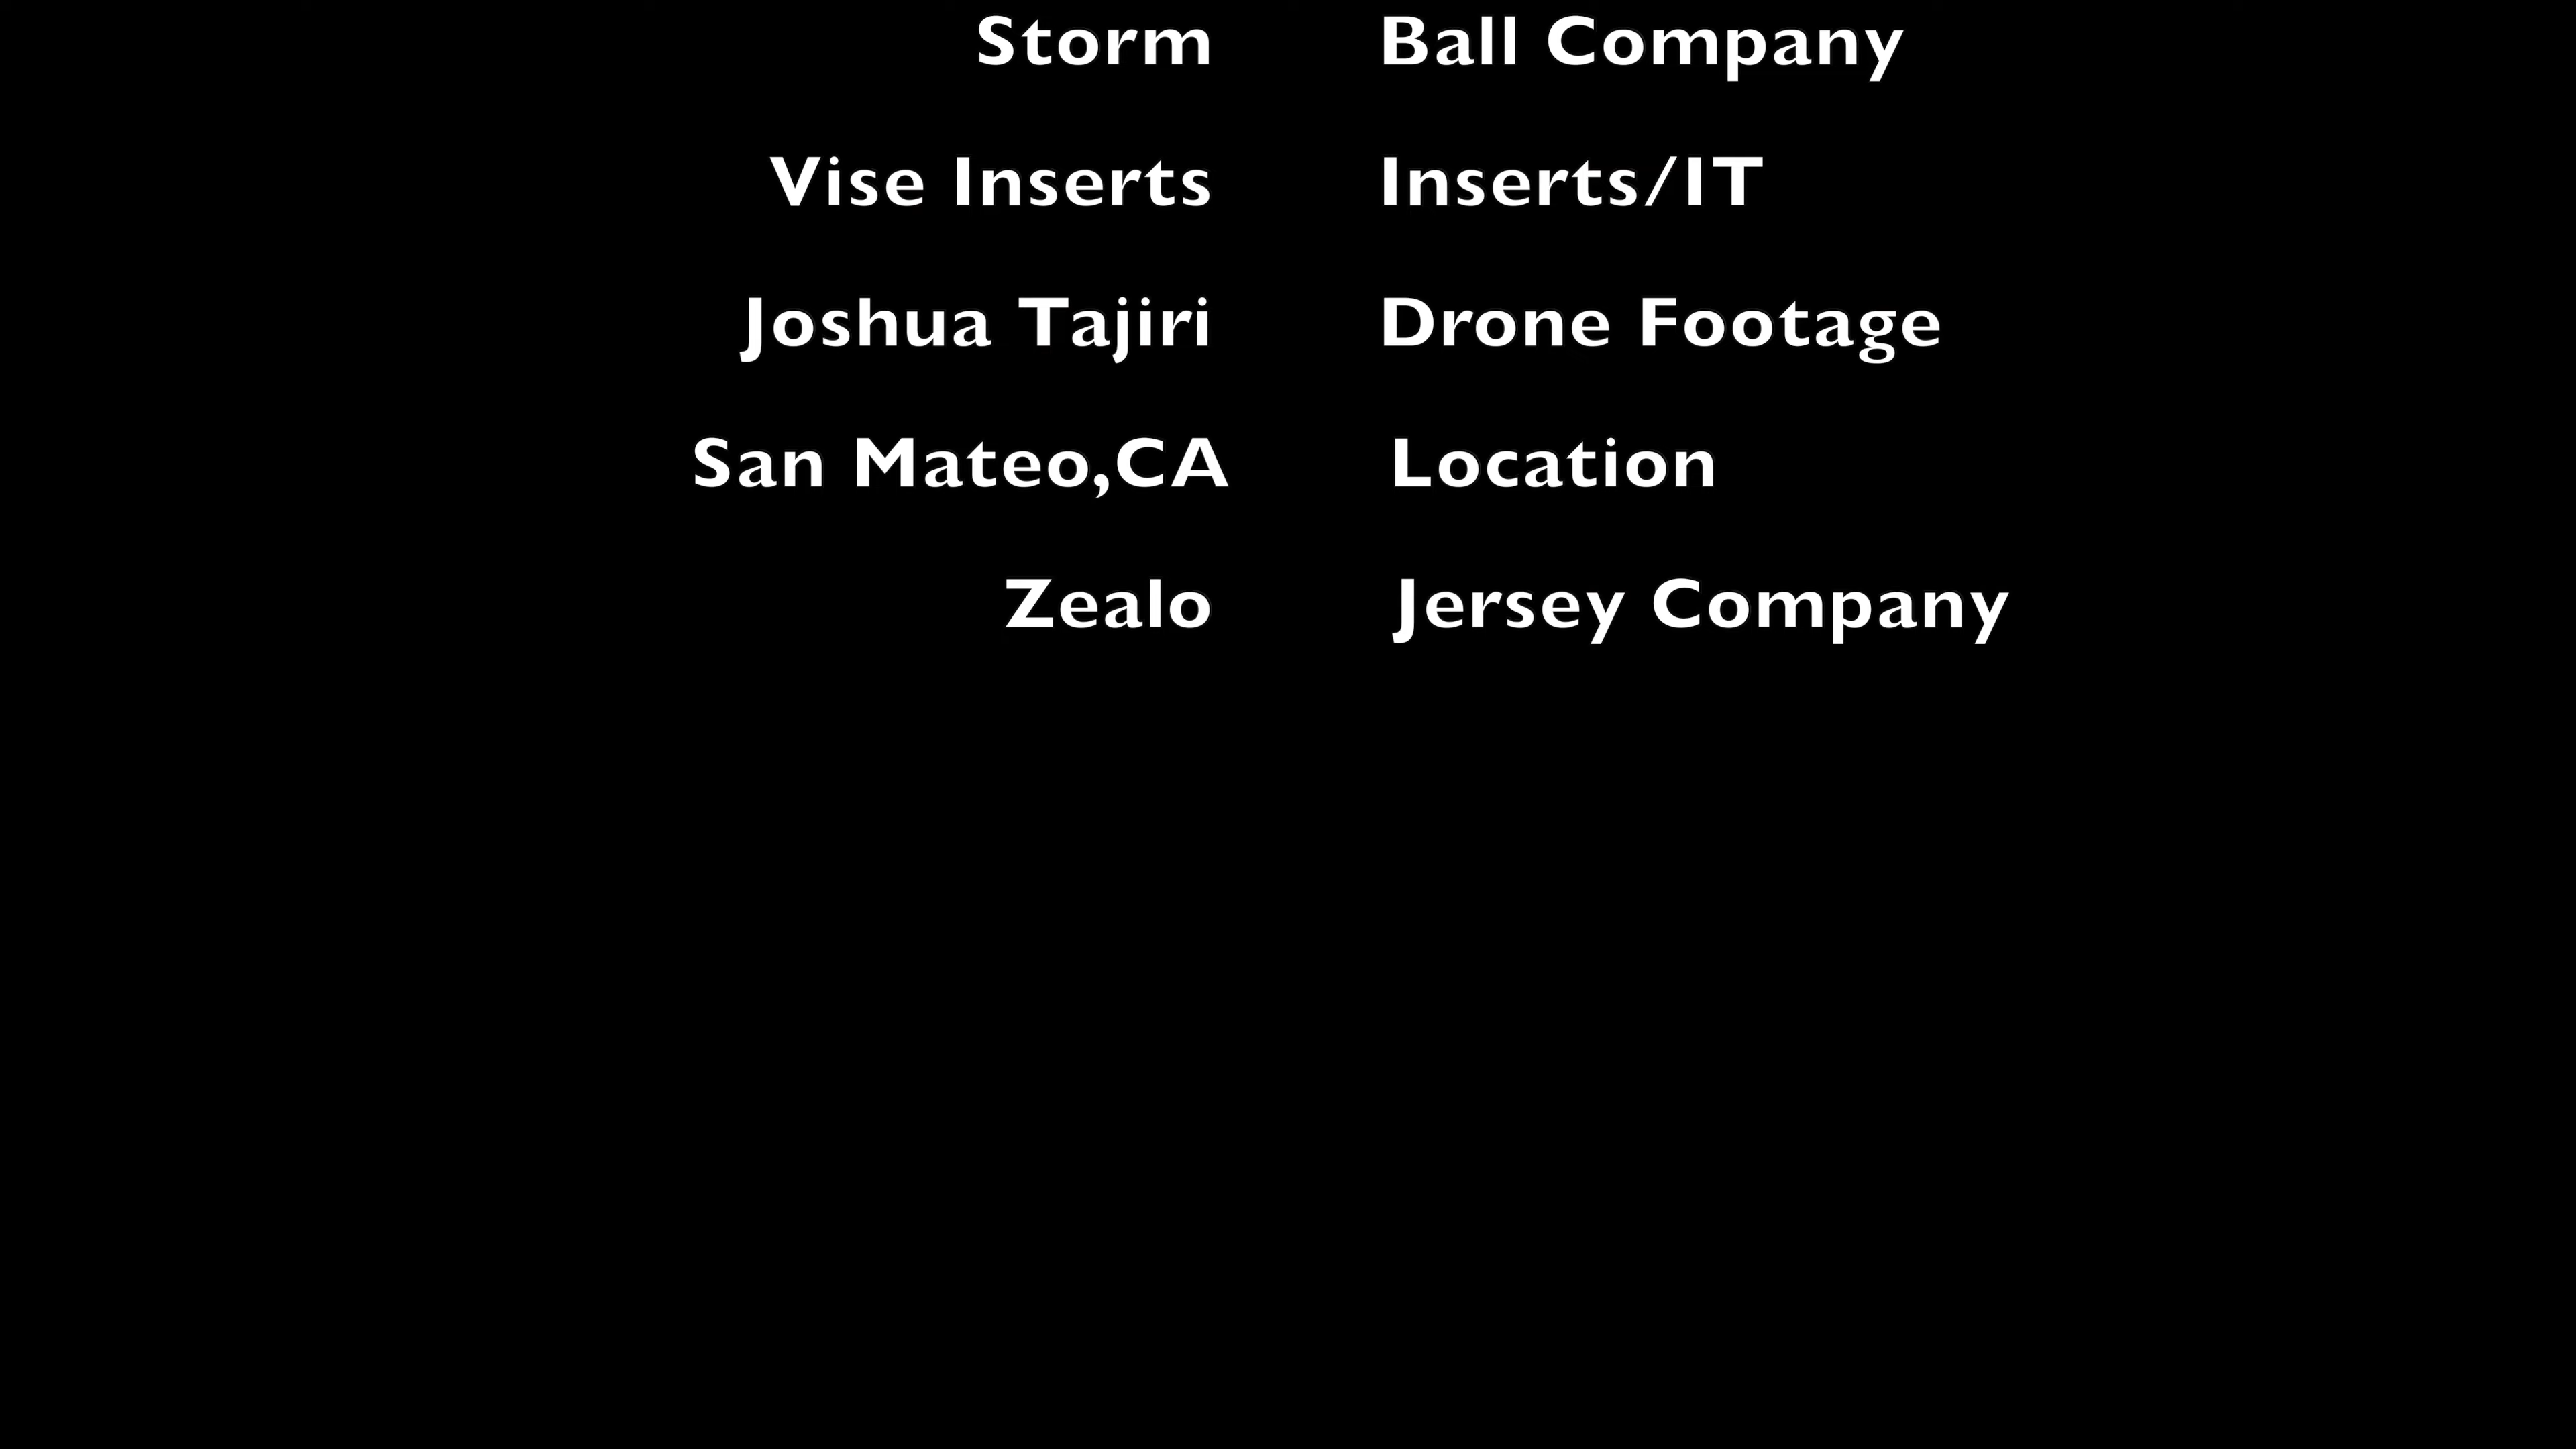 Storm Ball Company
Vise Inserts Inserts/IT
Joshua Tajiri Drone Footage
San Mateo,CA Location
Zealo Jersey Company